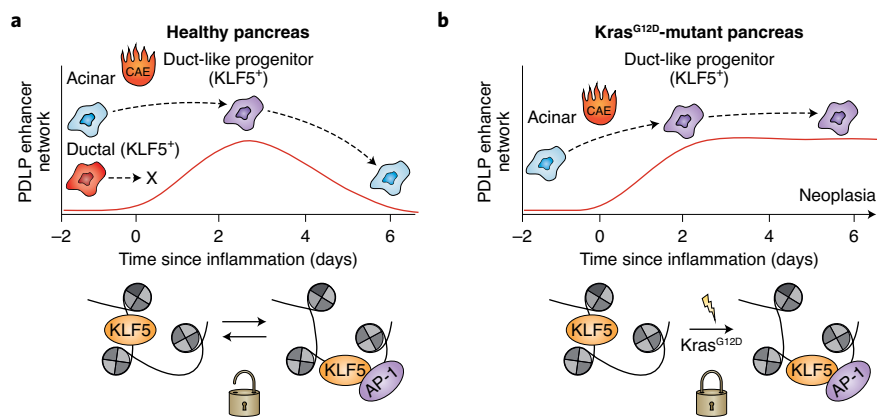 a
Healthy pancreas
Duct-like progenitor
(KLF5⁺)
CAE
Acinar
Ductal (KLF5⁺)
X
PDLP enhancer
network
–2 0 2 4 6
Time since inflammation (days)
KLF5
KLF5
AP-1
b
Krasᴳ¹²ᴰ-mutant pancreas
Duct-like progenitor
(KLF5⁺)
CAE
Acinar
PDLP enhancer
network
Neoplasia
–2 0 2 4 6
Time since inflammation (days)
KLF5
Krasᴳ¹²ᴰ
KLF5
AP-1